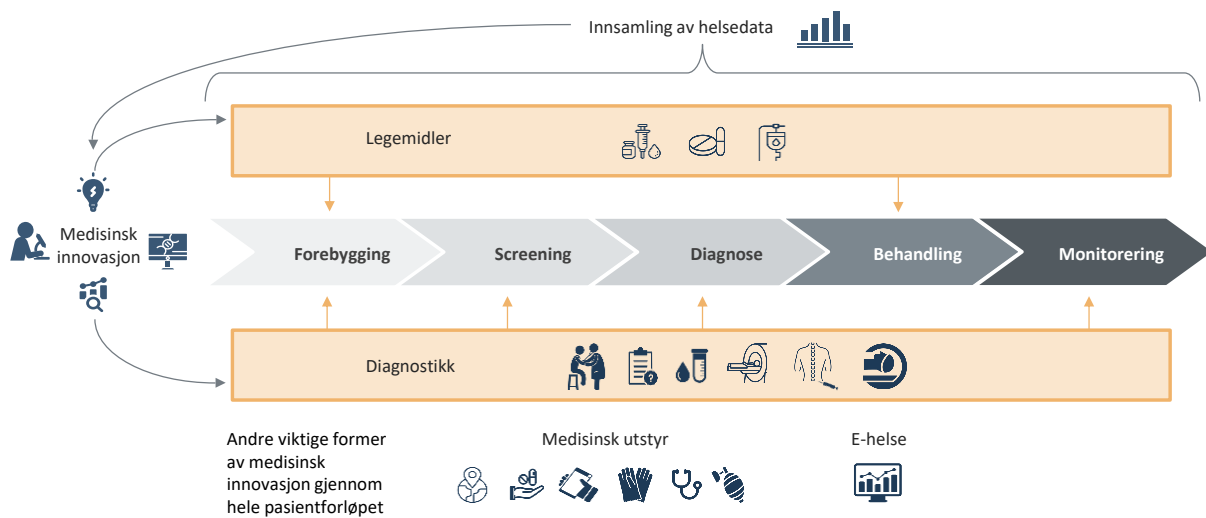 Innsamling av helsedata
Legemidler
Medisinsk
innovasjon
Forebygging
Screening
Diagnose
Behandling
Monitorering
Diagnostikk
Andre viktige former
av medisinsk
innovasjon gjennom
hele pasientforløpet
Medisinsk utstyr
E-helse